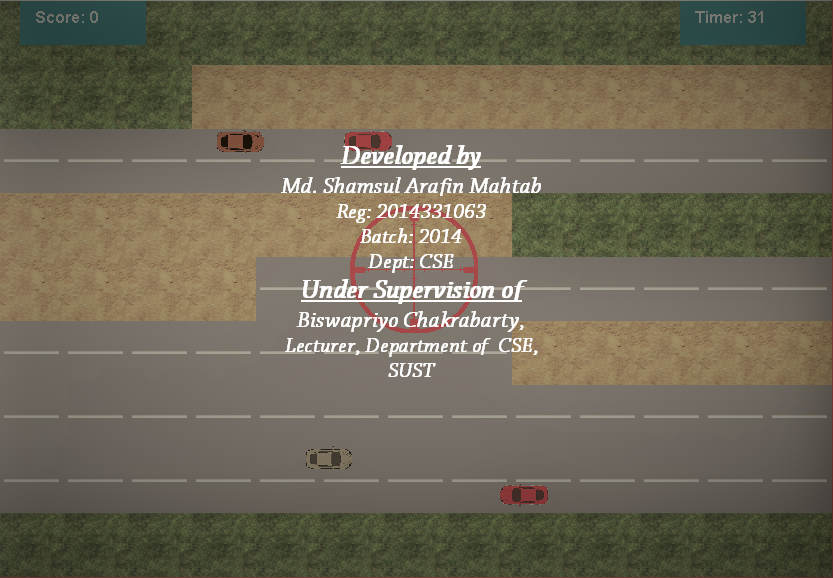 Score: 0
Timer: 31
Developed by
Md. Shamsul Arafin Mahtab
Reg: 2014331063
Batch: 2014
Dept: CSE
Under Supervision of
Biswapriyo Chakrabarty,
Lecturer, Department of CSE,
SUST